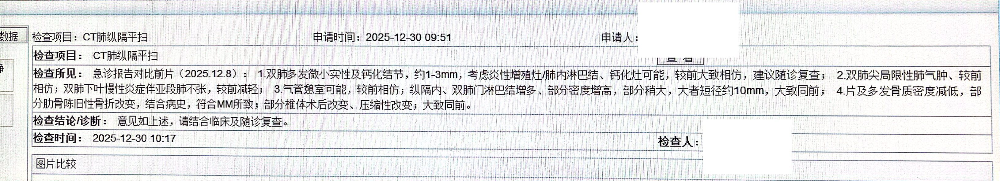 数据
检查项目：CT肺纵隔平扫 申请时间：2025-12-30 09:51 申请人：
检查项目： CT肺纵隔平扫
查看
检查所见： 急诊报告对比前片（2025.12.8）： 1.双肺多发微小实性及钙化结节，约1-3mm，考虑炎性增殖灶/肺内淋巴结、钙化灶可能，较前大致相仿，建议随诊复查； 2.双肺尖局限性肺气肿、较前
相仿；双肺下叶慢性炎症伴亚段肺不张，较前减轻； 3.气管憩室可能，较前相仿；纵隔内、双肺门淋巴结增多、部分密度增高，部分稍大，大者短径约10mm，大致同前； 4.片及多发骨质密度减低，部
分肋骨陈旧性骨折改变，结合病史，符合MM所致；部分椎体术后改变、压缩性改变；大致同前。
检查结论/诊断： 意见如上述，请结合临床及随诊复查。
检查时间： 2025-12-30 10:17 检查人：
图片比较